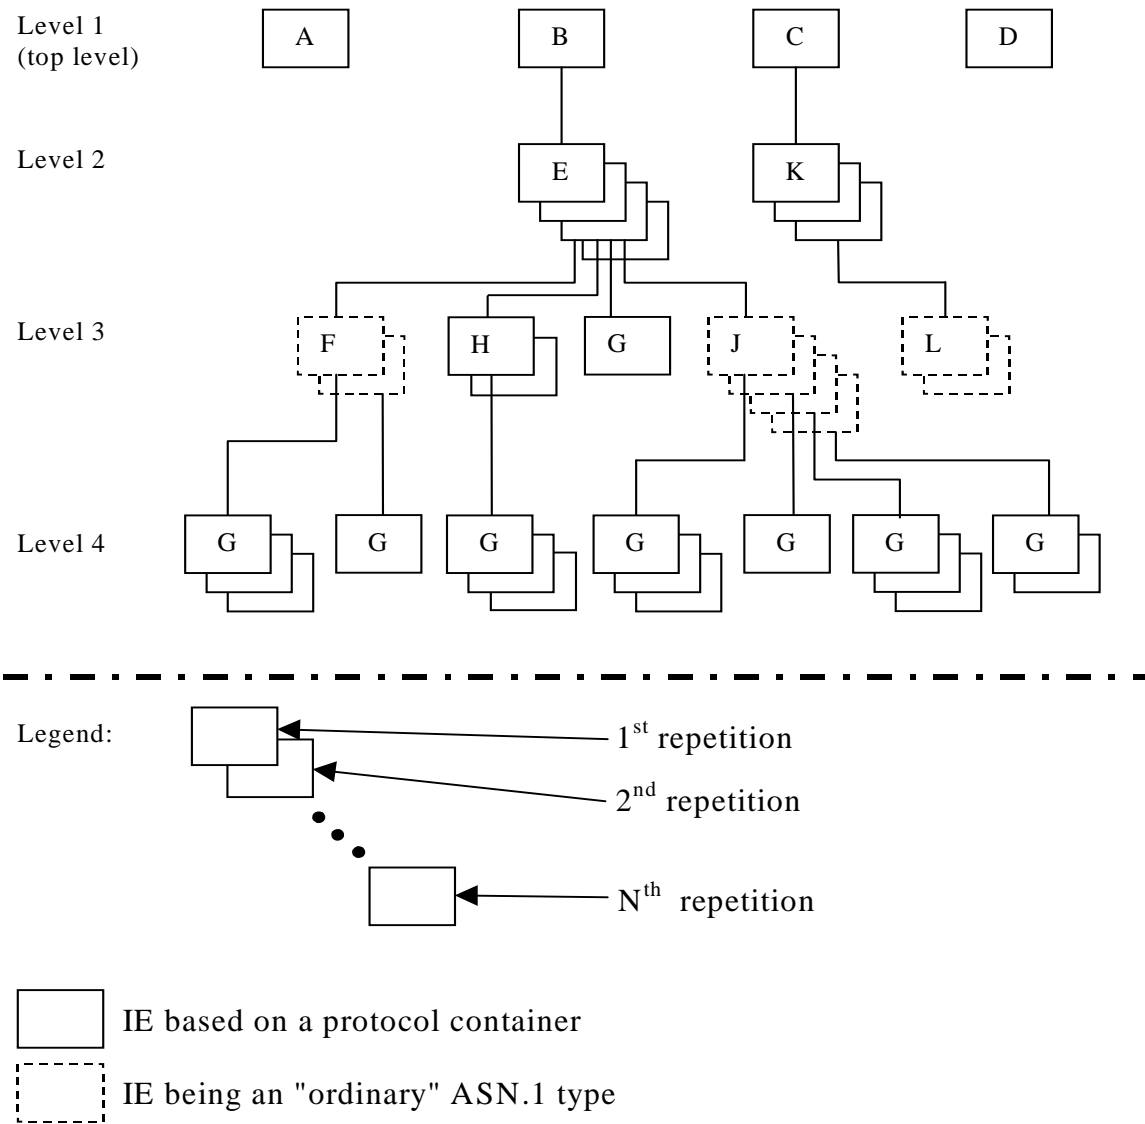 Level 1
(top level)
A
B
C
D
Level 2
E
K
Level 3
F
H
G
J
L
Level 4
G
G
G
G
G
G
G
Legend:
1st repetition
2nd repetition
Nth repetition
IE based on a protocol container
IE being an "ordinary" ASN.1 type